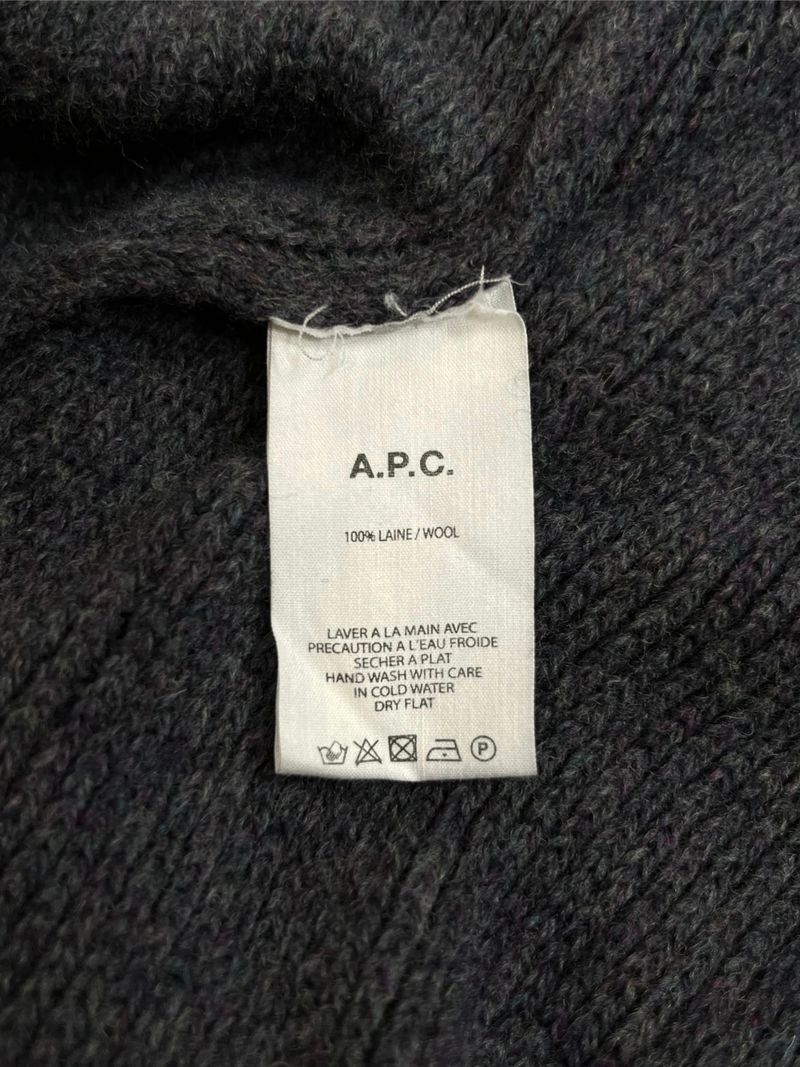 A.P.C.
100% LAINE / WOOL
LAVER A LA MAIN AVEC
PRECAUTION A L'EAU FROIDE
SECHER A PLAT
HAND WASH WITH CARE
IN COLD WATER
DRY FLAT
P